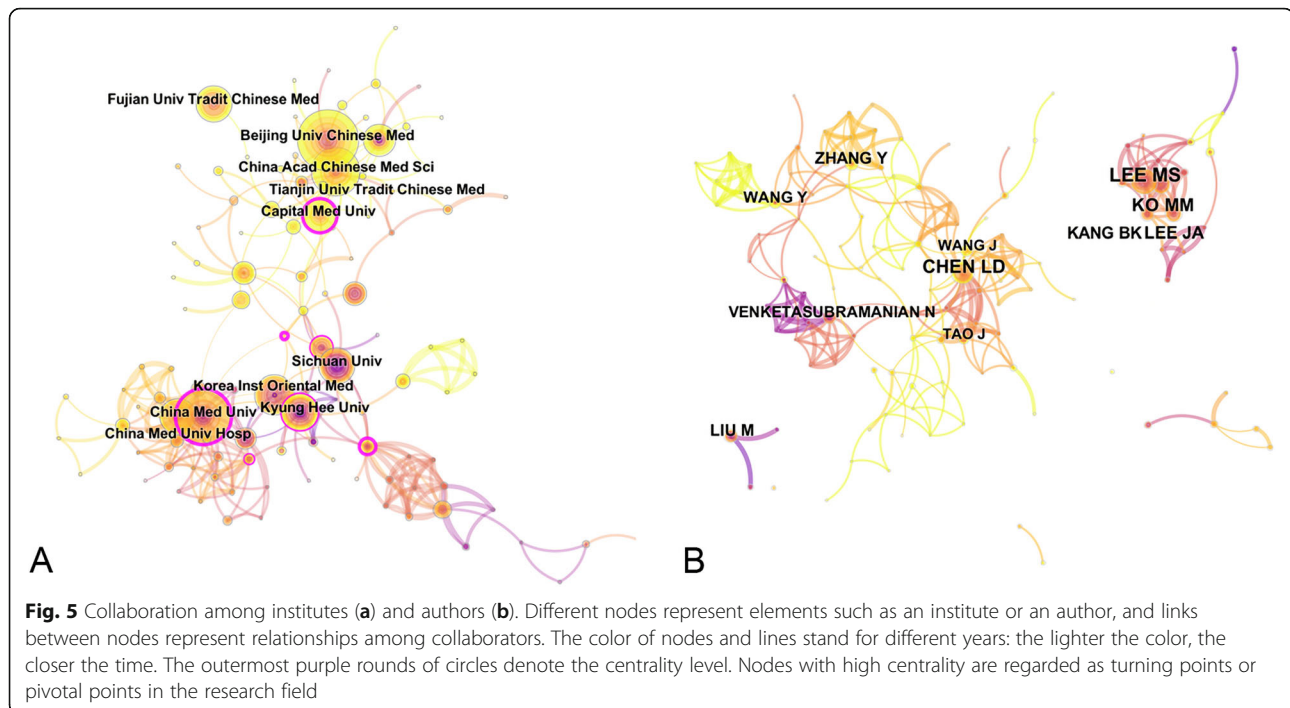 Fujian Univ Tradit Chinese Med
Beijing Univ Chinese Med
China Acad Chinese Med Sci
Tianjin Univ Tradit Chinese Med
Capital Med Univ
Sichuan Univ
Korea Inst Oriental Med
China Med Univ
Kyung Hee Univ
China Med Univ Hosp
A
ZHANG Y
WANG Y
LEE MS
KO MM
KANG BK
LEE JA
WANG J
CHEN LD
VENKETASUBRAMANIAN N
TAO J
LIU M
B
Fig. 5 Collaboration among institutes (a) and authors (b). Different nodes represent elements such as an institute or an author, and links
between nodes represent relationships among collaborators. The color of nodes and lines stand for different years: the lighter the color, the
closer the time. The outermost purple rounds of circles denote the centrality level. Nodes with high centrality are regarded as turning points or
pivotal points in the research field